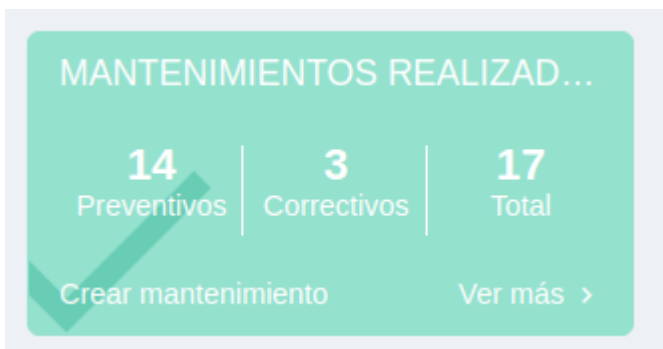 MANTENIMIENTOS REALIZAD...
14 3 17
Preventivos Correctivos Total
Crear mantenimiento Ver más >